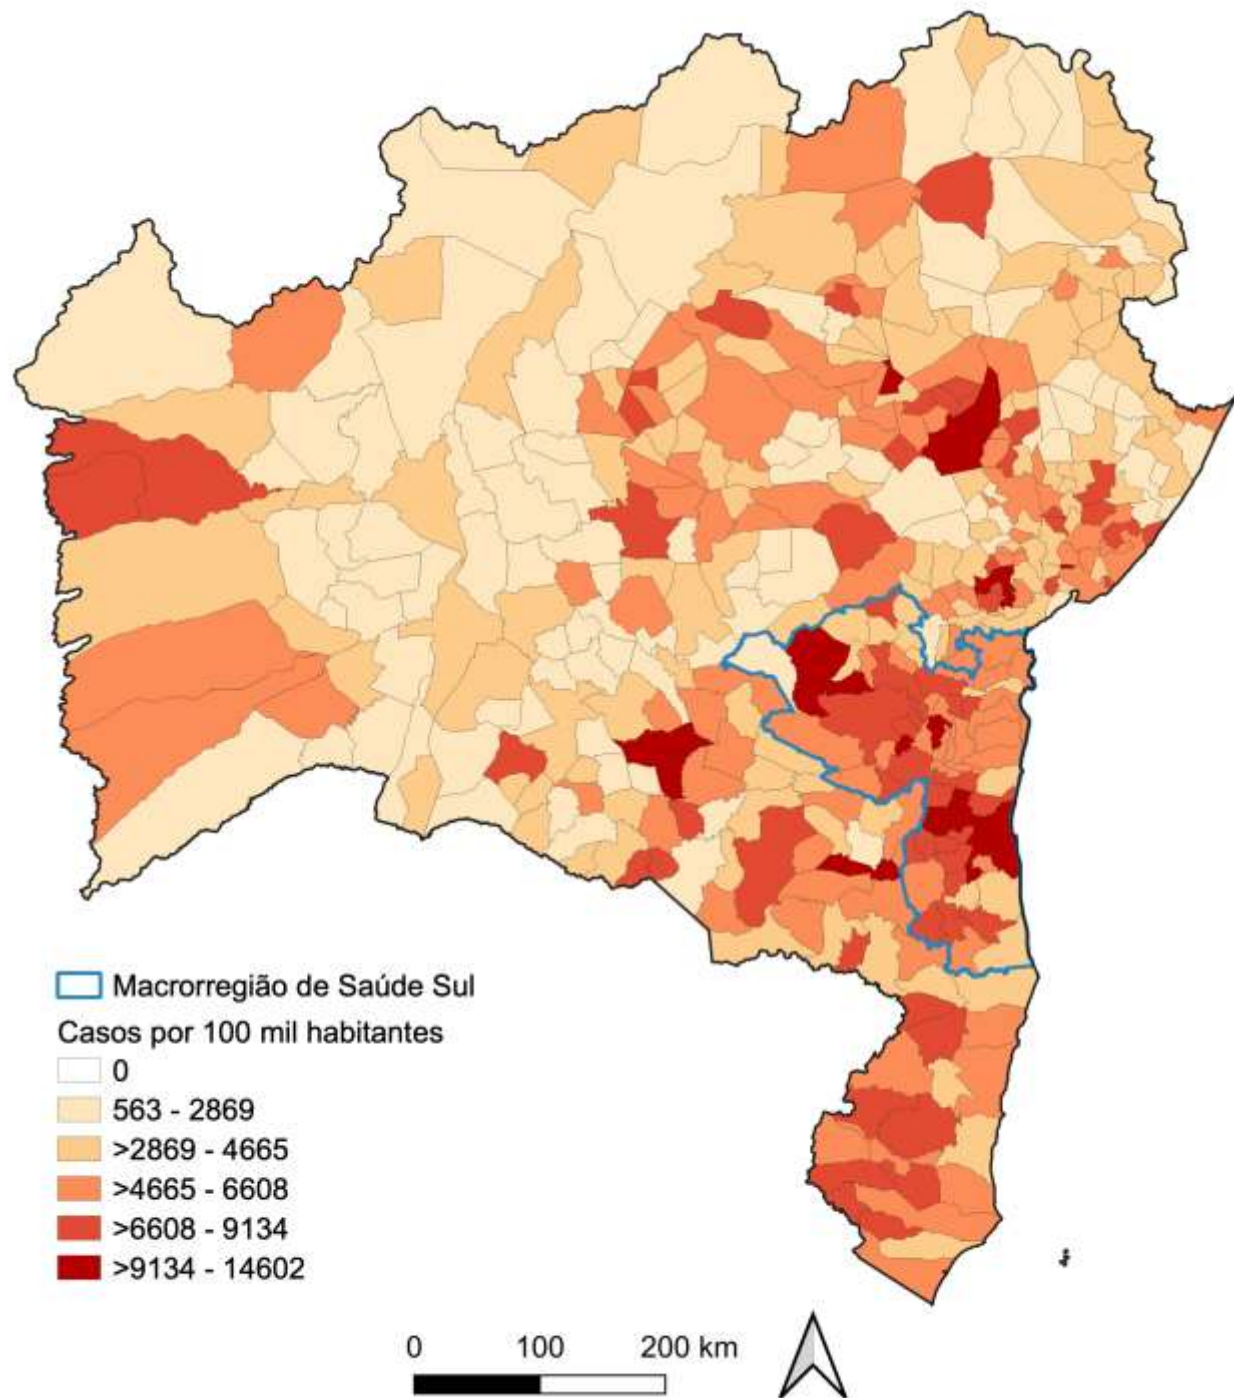 Macrorregião de Saúde Sul
Casos por 100 mil habitantes
0
563 - 2869
>2869 - 4665
>4665 - 6608
>6608 - 9134
>9134 - 14602
0 100 200 km